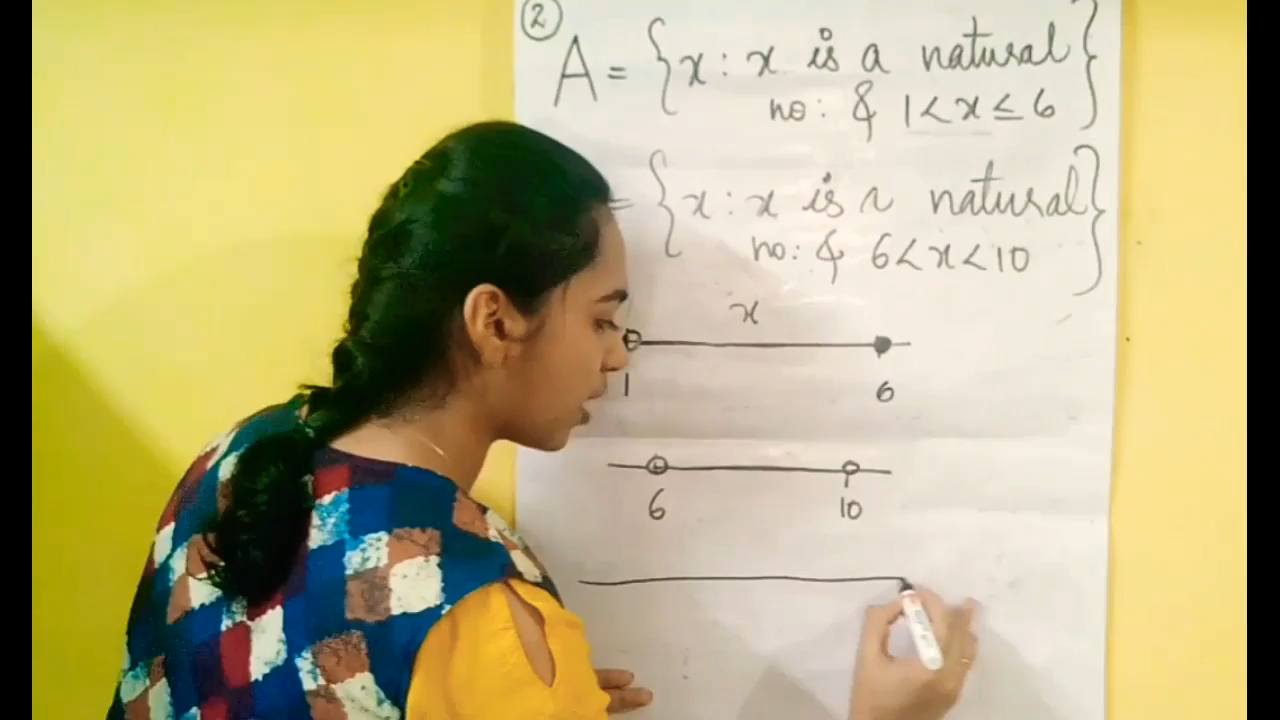 2
A = {x : x is a natural}
no: & 1 < x ≤ 6
= {x : x is a natural}
no: & 6 < x < 10
x
1 6
6 10